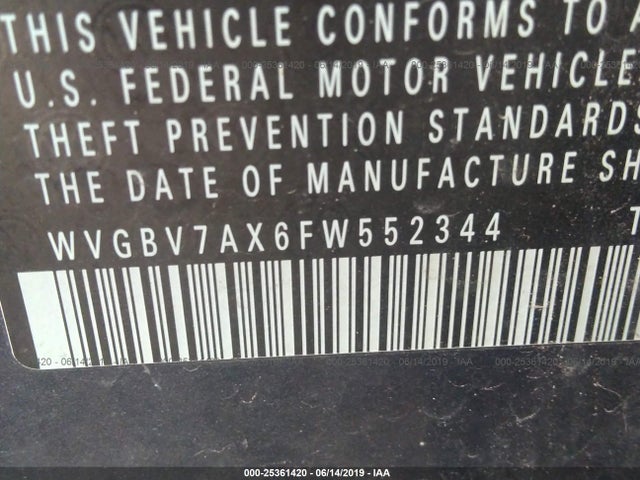 THIS VEHICLE CONFORMS TO A
U.S. FEDERAL MOTOR VEHICLE
THEFT PREVENTION STANDARDS
THE DATE OF MANUFACTURE SH
WVGBV7AX6FW552344 T
000-25361420 - 06/14/2019 - IAA